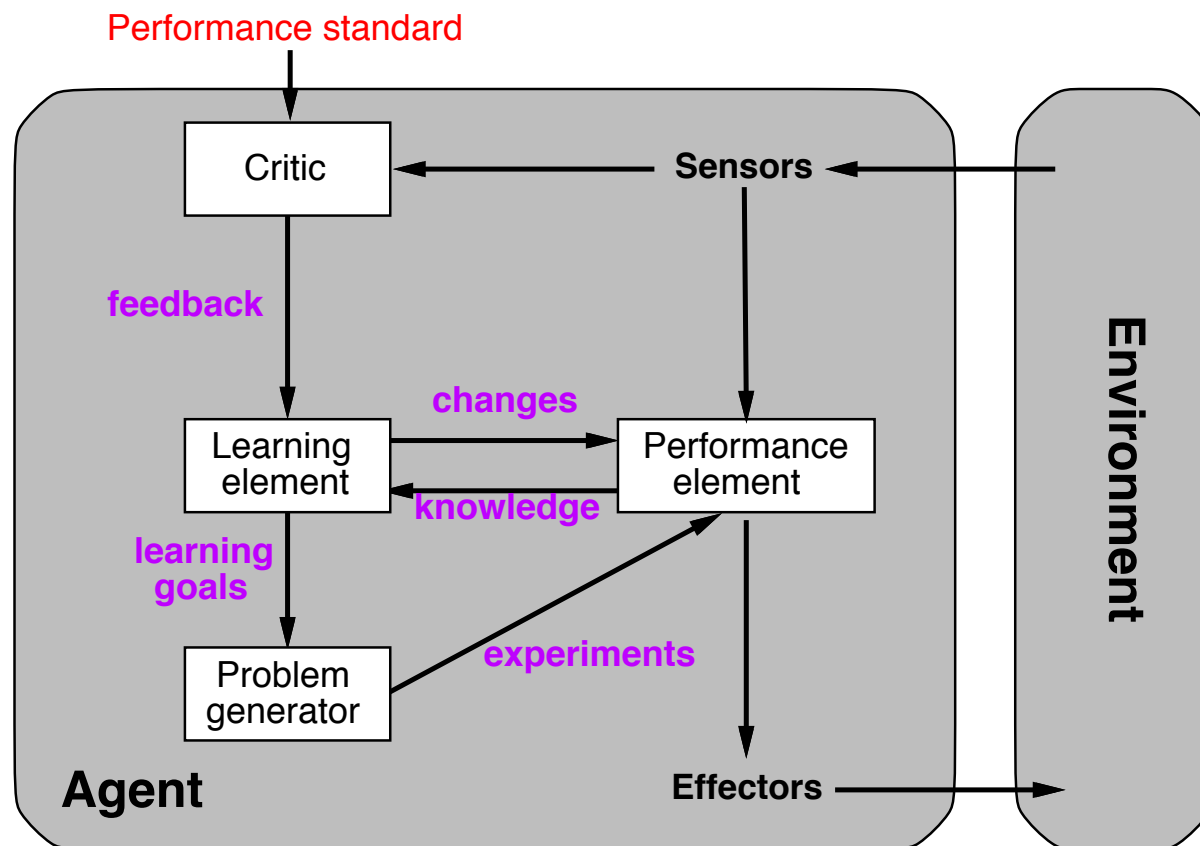 Performance standard
Critic
Sensors
feedback
changes
Learning
element
Performance
element
knowledge
learning
goals
experiments
Problem
generator
Agent
Effectors
Environment